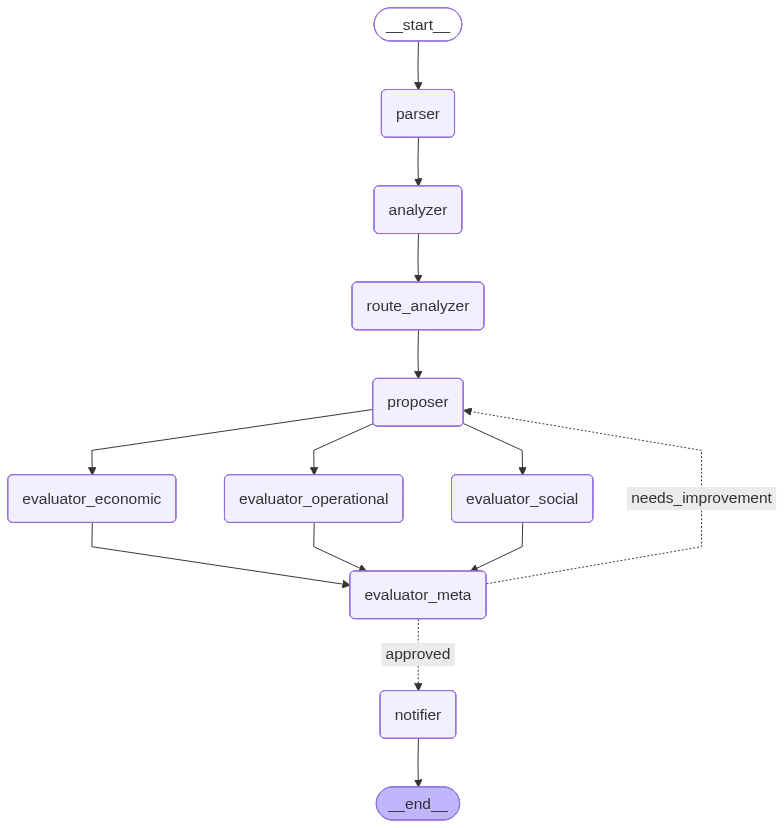 __start__
parser
analyzer
route_analyzer
proposer
evaluator_economic
evaluator_operational
evaluator_social
needs_improvement
evaluator_meta
approved
notifier
__end__